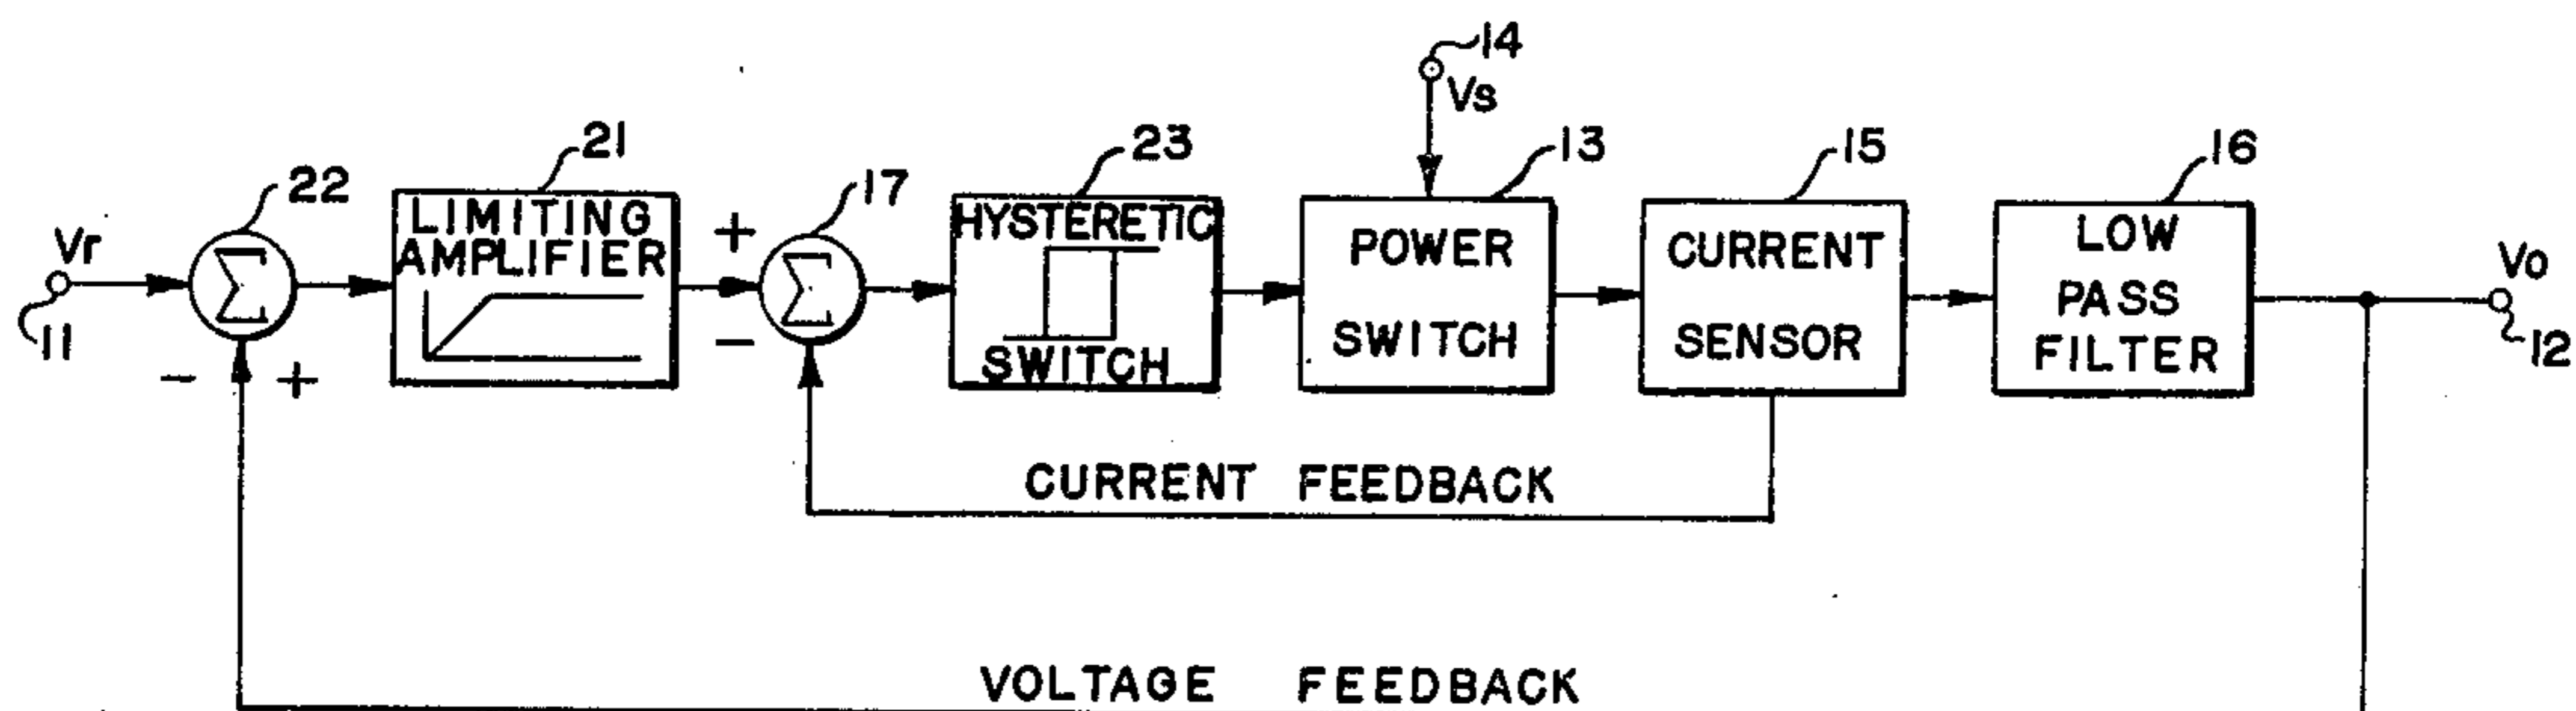 14
Vs
21
23
13
15
16
22
17
LIMITING
AMPLIFIER
HYSTERETIC
SWITCH
POWER
SWITCH
CURRENT
SENSOR
LOW
PASS
FILTER
Vr
11
Σ
- +
+
-
Σ
Vo
12
CURRENT FEEDBACK
VOLTAGE FEEDBACK